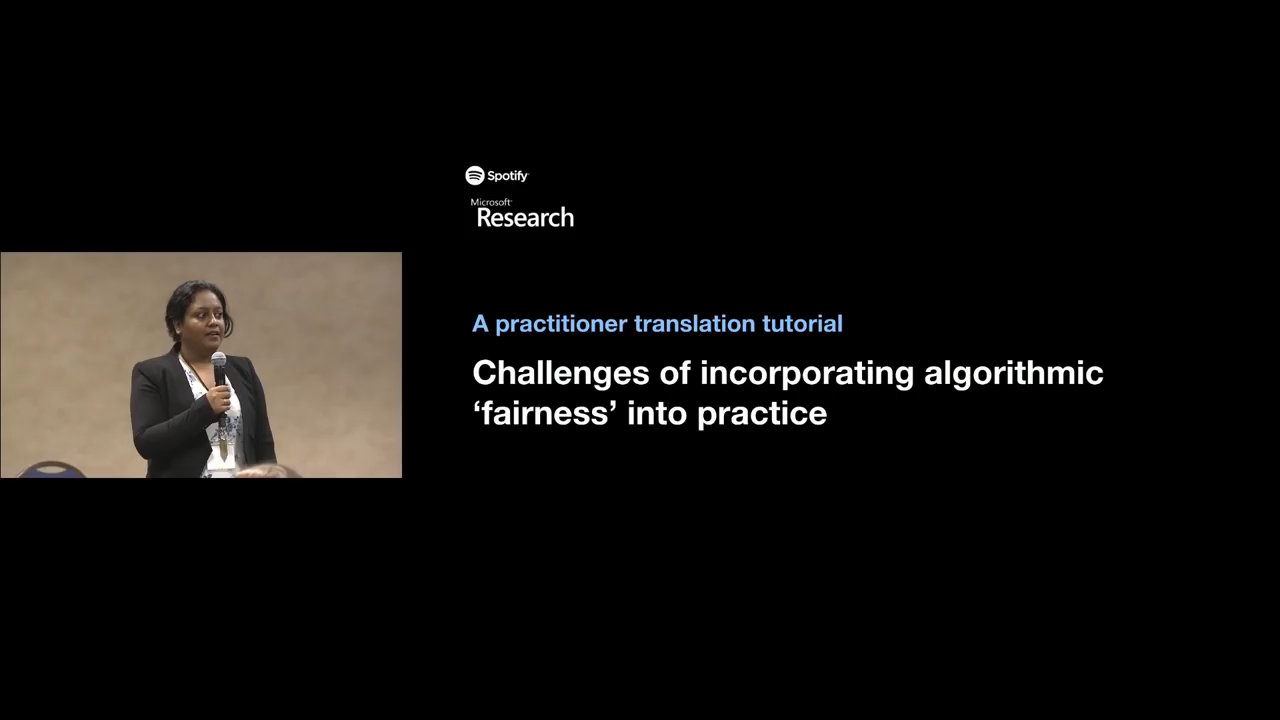 Spotify
Microsoft
Research
A practitioner translation tutorial
Challenges of incorporating algorithmic
‘fairness’ into practice